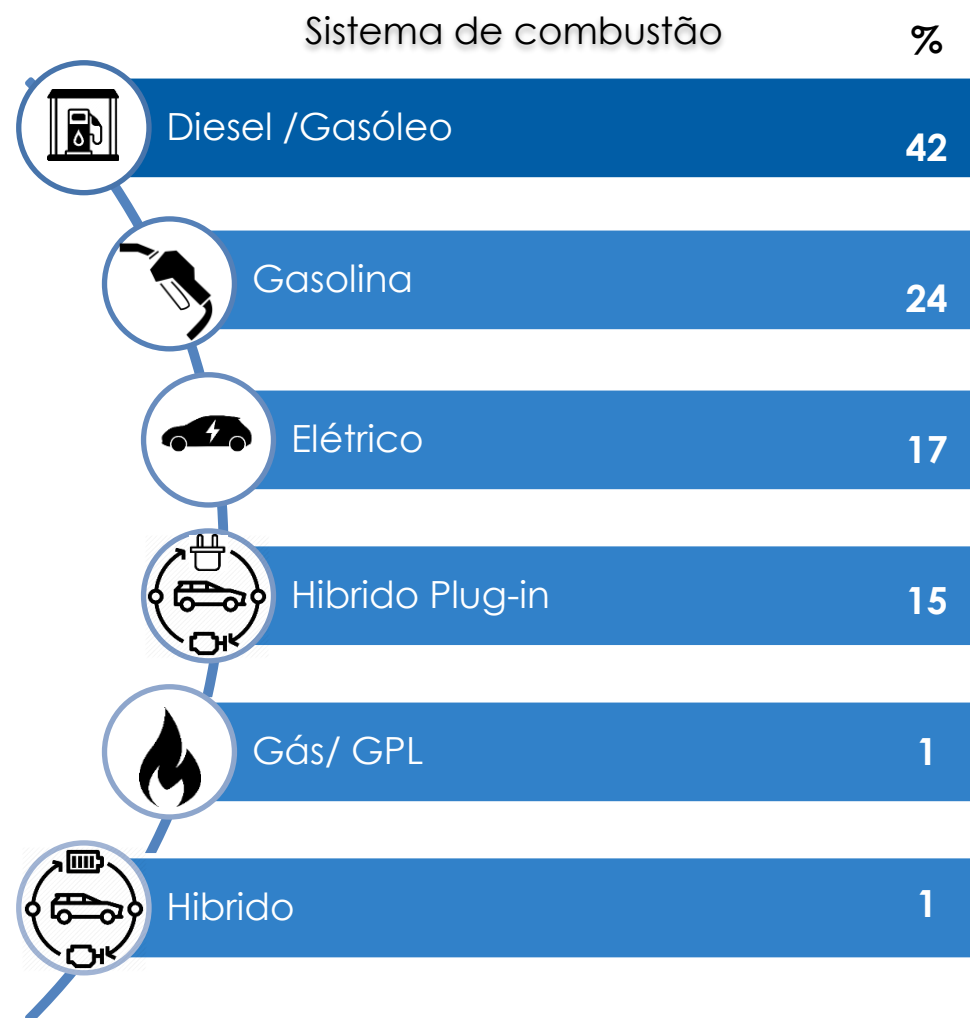 Sistema de combustão %
Diesel /Gasóleo 42
Gasolina 24
Elétrico 17
Hibrido Plug-in 15
Gás/ GPL 1
Hibrido 1